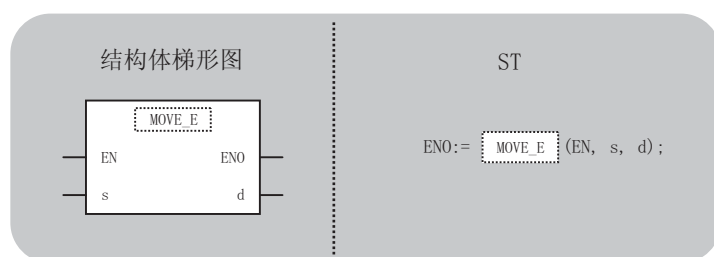 结构体梯形图
MOVE_E
EN ENO
s d
ST
ENO:= MOVE_E (EN, s, d);